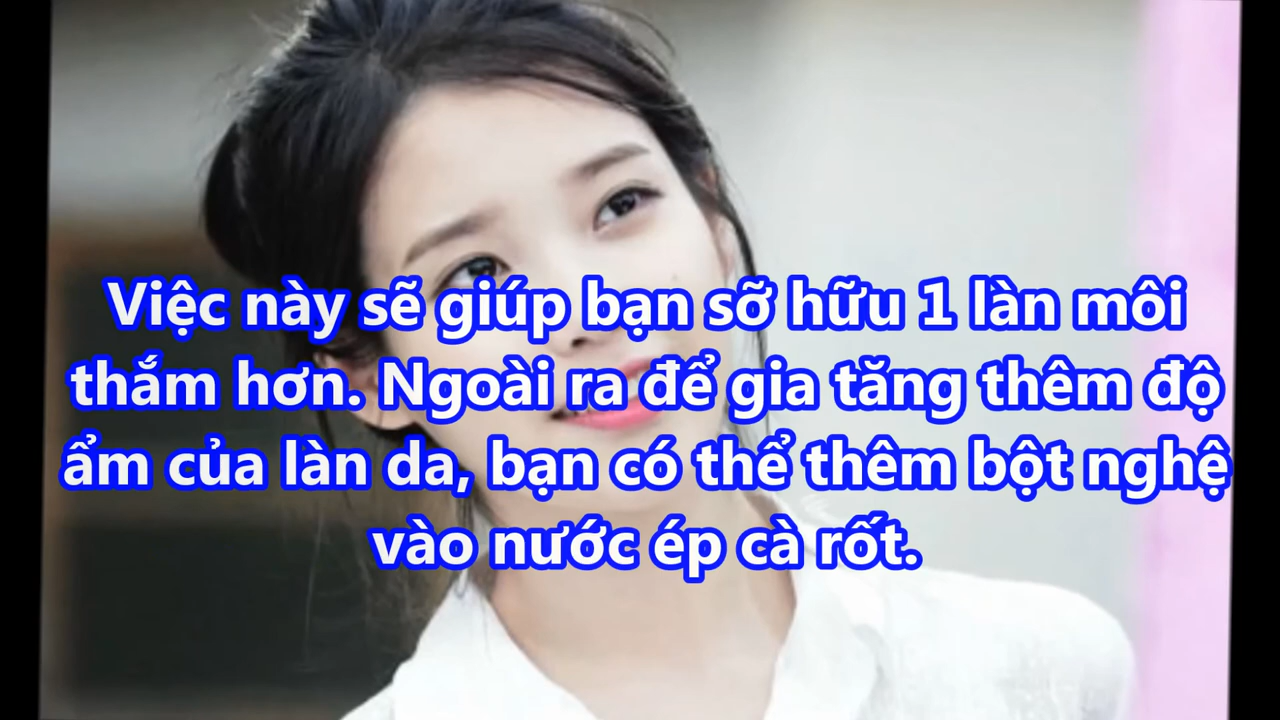 Việc này sẽ giúp bạn sỡ hữu 1 làn môi
thắm hơn. Ngoài ra để gia tăng thêm độ
ẩm của làn da, bạn có thể thêm bột nghệ
vào nước ép cà rốt.